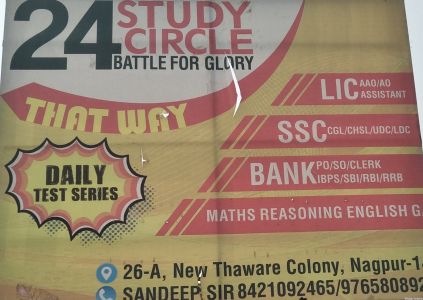 24 STUDY
CIRCLE
BATTLE FOR GLORY
THAT WAY
LIC AAO/AO
ASSISTANT
SSC CGL/CHSL/UDC/LDC
DAILY
TEST SERIES
BANK PO/SO/CLERK
IBPS/SBI/RBI/RRB
MATHS REASONING ENGLISH G.
26-A, New Thaware Colony, Nagpur-1
SANDEEP SIR 8421092465/976580892